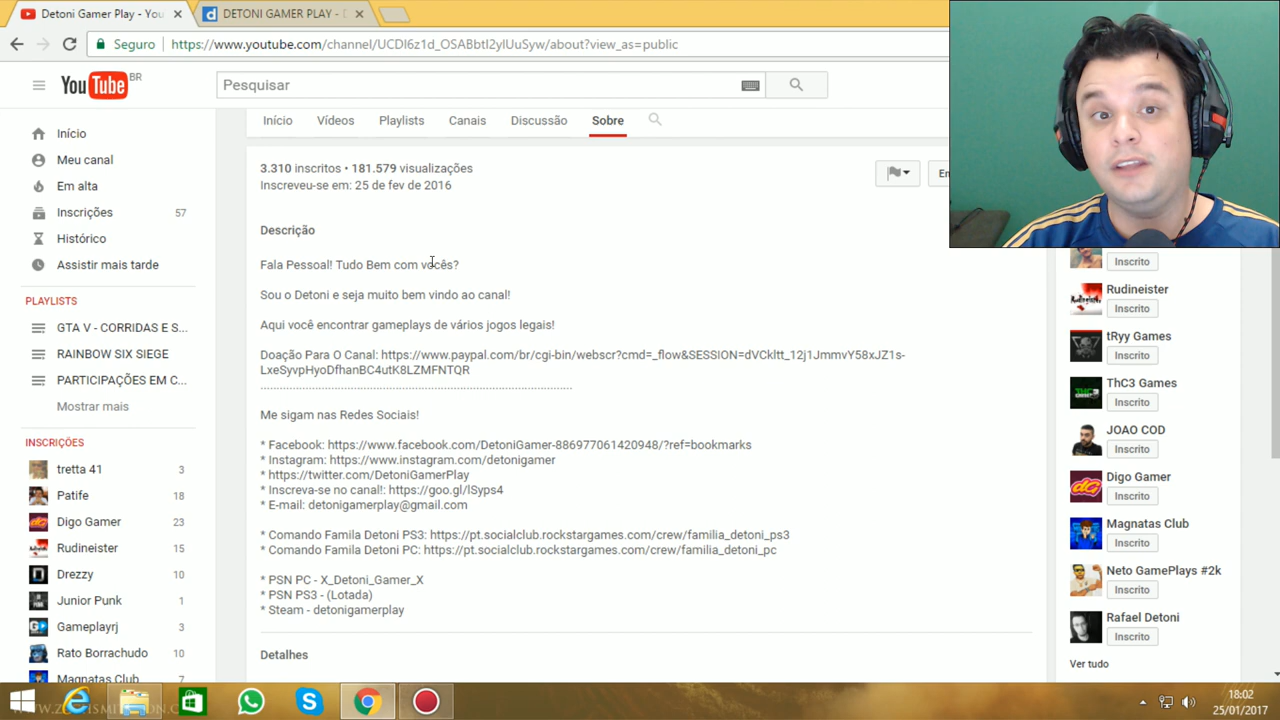 Detoni Gamer Play - You
DETONI GAMER PLAY - D
Seguro
https://www.youtube.com/channel/UCDI6z1d_OSABbtI2yIUuSyw/about?view_as=public
YouTube BR
Pesquisar
Início
Vídeos
Playlists
Canais
Discussão
Sobre
Início
Meu canal
Em alta
Inscrições 57
Histórico
Assistir mais tarde
PLAYLISTS
GTA V - CORRIDAS E S...
RAINBOW SIX SIEGE
PARTICIPAÇÕES EM C...
Mostrar mais
INSCRIÇÕES
tretta 41 3
Patife 18
Digo Gamer 23
Rudineister 15
Drezzy 10
Junior Punk 1
Gameplayrj 3
Rato Borrachudo 10
Magnatas Club 7
3.310 inscritos • 181.579 visualizações
Inscreveu-se em: 25 de fev de 2016
En
Descrição
Fala Pessoal! Tudo Bem com vocês?
Sou o Detoni e seja muito bem vindo ao canal!
Aqui você encontrar gameplays de vários jogos legais!
Doação Para O Canal: https://www.paypal.com/br/cgi-bin/webscr?cmd=_flow&SESSION=dVCkltt_12j1JmmvY58xJZ1s-
LxeSyvpHyoDfhanBC4utK8LZMFNTQR
Me sigam nas Redes Sociais!
* Facebook: https://www.facebook.com/DetoniGamer-886977061420948/?ref=bookmarks
* Instagram: https://www.instagram.com/detonigamer
* https://twitter.com/DetoniGamerPlay
* Inscreva-se no canal!: https://goo.gl/lSyps4
* E-mail: detonigamerplay@gmail.com
* Comando Famila Detoni PS3: https://pt.socialclub.rockstargames.com/crew/familia_detoni_ps3
* Comando Famila Detoni PC: https://pt.socialclub.rockstargames.com/crew/familia_detoni_pc
* PSN PC - X_Detoni_Gamer_X
* PSN PS3 - (Lotada)
* Steam - detonigamerplay
Detalhes
Inscrito
Rudineister
Inscrito
tRyy Games
Inscrito
ThC3 Games
Inscrito
JOAO COD
Inscrito
Digo Gamer
Inscrito
Magnatas Club
Inscrito
Neto GamePlays #2k
Inscrito
Rafael Detoni
Inscrito
Ver tudo
18:02
25/01/2017